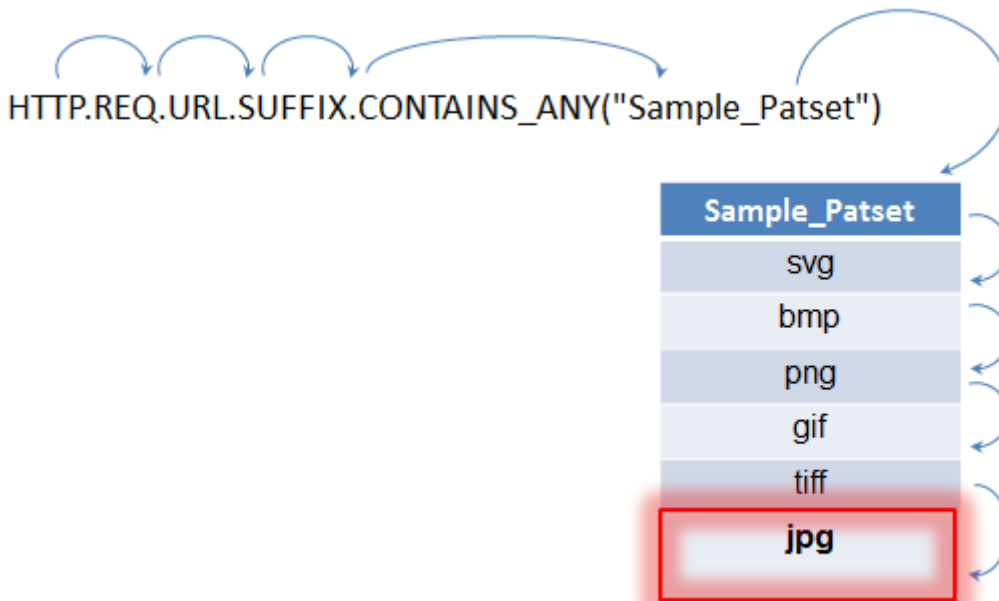 HTTP.REQ.URL.SUFFIX.CONTAINS_ANY("Sample_Patset")
Sample_Patset
svg
bmp
png
gif
tiff
jpg